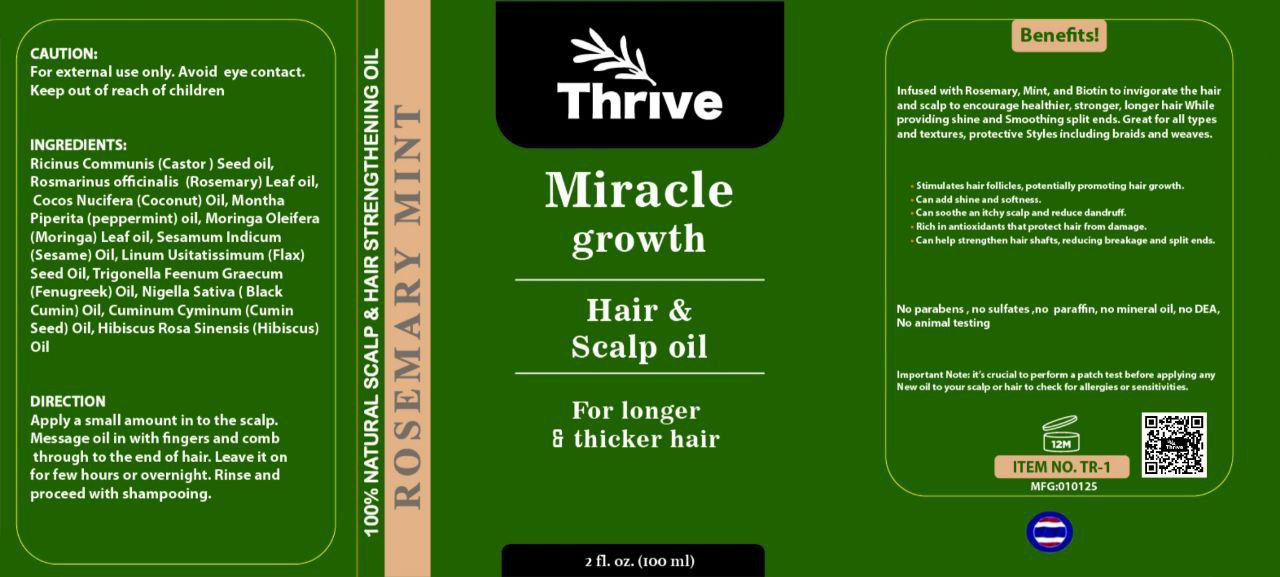 CAUTION:
For external use only. Avoid eye contact.
Keep out of reach of children
INGREDIENTS:
Ricinus Communis (Castor ) Seed oil,
Rosmarinus officinalis (Rosemary) Leaf oil,
Cocos Nucifera (Coconut) Oil, Montha
Piperita (peppermint) oil, Moringa Oleifera
(Moringa) Leaf oil, Sesamum Indicum
(Sesame) Oil, Linum Usitatissimum (Flax)
Seed Oil, Trigonella Feenum Graecum
(Fenugreek) Oil, Nigella Sativa ( Black
Cumin) Oil, Cuminum Cyminum (Cumin
Seed) Oil, Hibiscus Rosa Sinensis (Hibiscus)
Oil
DIRECTION
Apply a small amount in to the scalp.
Message oil in with fingers and comb
through to the end of hair. Leave it on
for few hours or overnight. Rinse and
proceed with shampooing.
100% NATURAL SCALP & HAIR STRENGTHENING OIL
ROSEMARY MINT
Thrive
Miracle
growth
Hair &
Scalp oil
For longer
& thicker hair
2 fl. oz. (100 ml)
Benefits!
Infused with Rosemary, Mint, and Biotin to invigorate the hair
and scalp to encourage healthier, stronger, longer hair While
providing shine and Smoothing split ends. Great for all types
and textures, protective Styles including braids and weaves.
• Stimulates hair follicles, potentially promoting hair growth.
• Can add shine and softness.
• Can soothe an itchy scalp and reduce dandruff.
• Rich in antioxidants that protect hair from damage.
• Can help strengthen hair shafts, reducing breakage and split ends.
No parabens , no sulfates ,no paraffin, no mineral oil, no DEA,
No animal testing
Important Note: it's crucial to perform a patch test before applying any
New oil to your scalp or hair to check for allergies or sensitivities.
12M
Thrive
ITEM NO. TR-1
MFG:010125